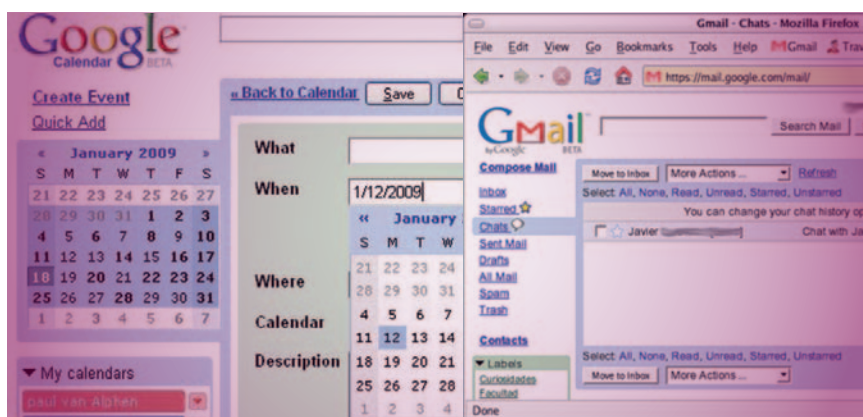 Google
Calendar BETA
Create Event
Quick Add
« January 2009 »
S M T W T F S
21 22 23 24 25 26 27
28 29 30 31 1 2 3
4 5 6 7 8 9 10
11 12 13 14 15 16 17
18 19 20 21 22 23 24
25 26 27 28 29 30 31
1 2 3 4 5 6 7
▼ My calendars
paul van Alphen
« Back to Calendar Save
What
When 1/12/2009
« January
S M T W
21 22 23 24
28 29 30 31
4 5 6 7
11 12 13 14
18 19 20 21
25 26 27 28
1 2 3 4
Where
Calendar
Description
Gmail - Chats - Mozilla Firefox
File Edit View Go Bookmarks Tools Help Gmail Trav
https://mail.google.com/mail/
Gmail
by Google BETA
Search Mail
Compose Mail
Inbox
Starred
Chats
Sent Mail
Drafts
All Mail
Spam
Trash
Contacts
▼ Labels
Curiosidades
Facultad
Move to Inbox More Actions ... Refresh
Select: All, None, Read, Unread, Starred, Unstarred
You can change your chat history op
Javier Chat with Ja
Select: All, None, Read, Unread, Starred, Unstarred
Move to Inbox More Actions ...
Done